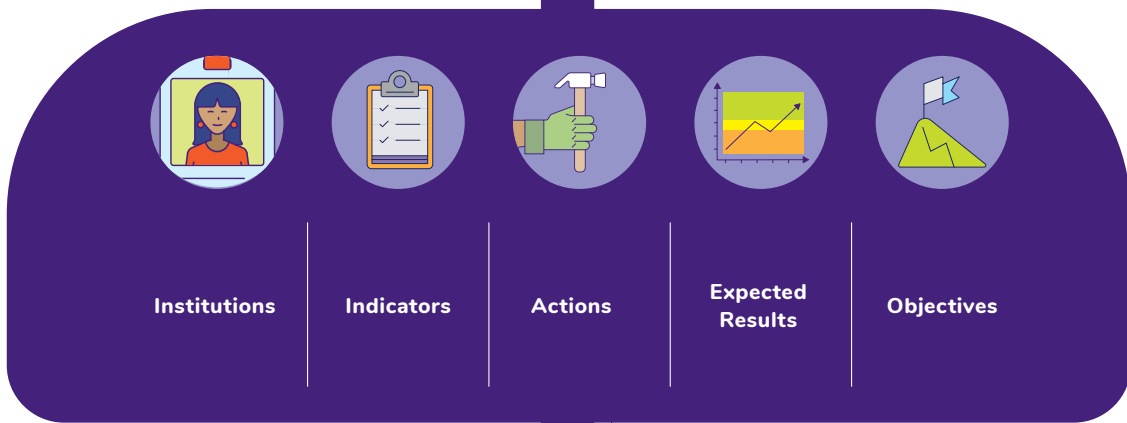 Institutions
Indicators
Actions
Expected
Results
Objectives